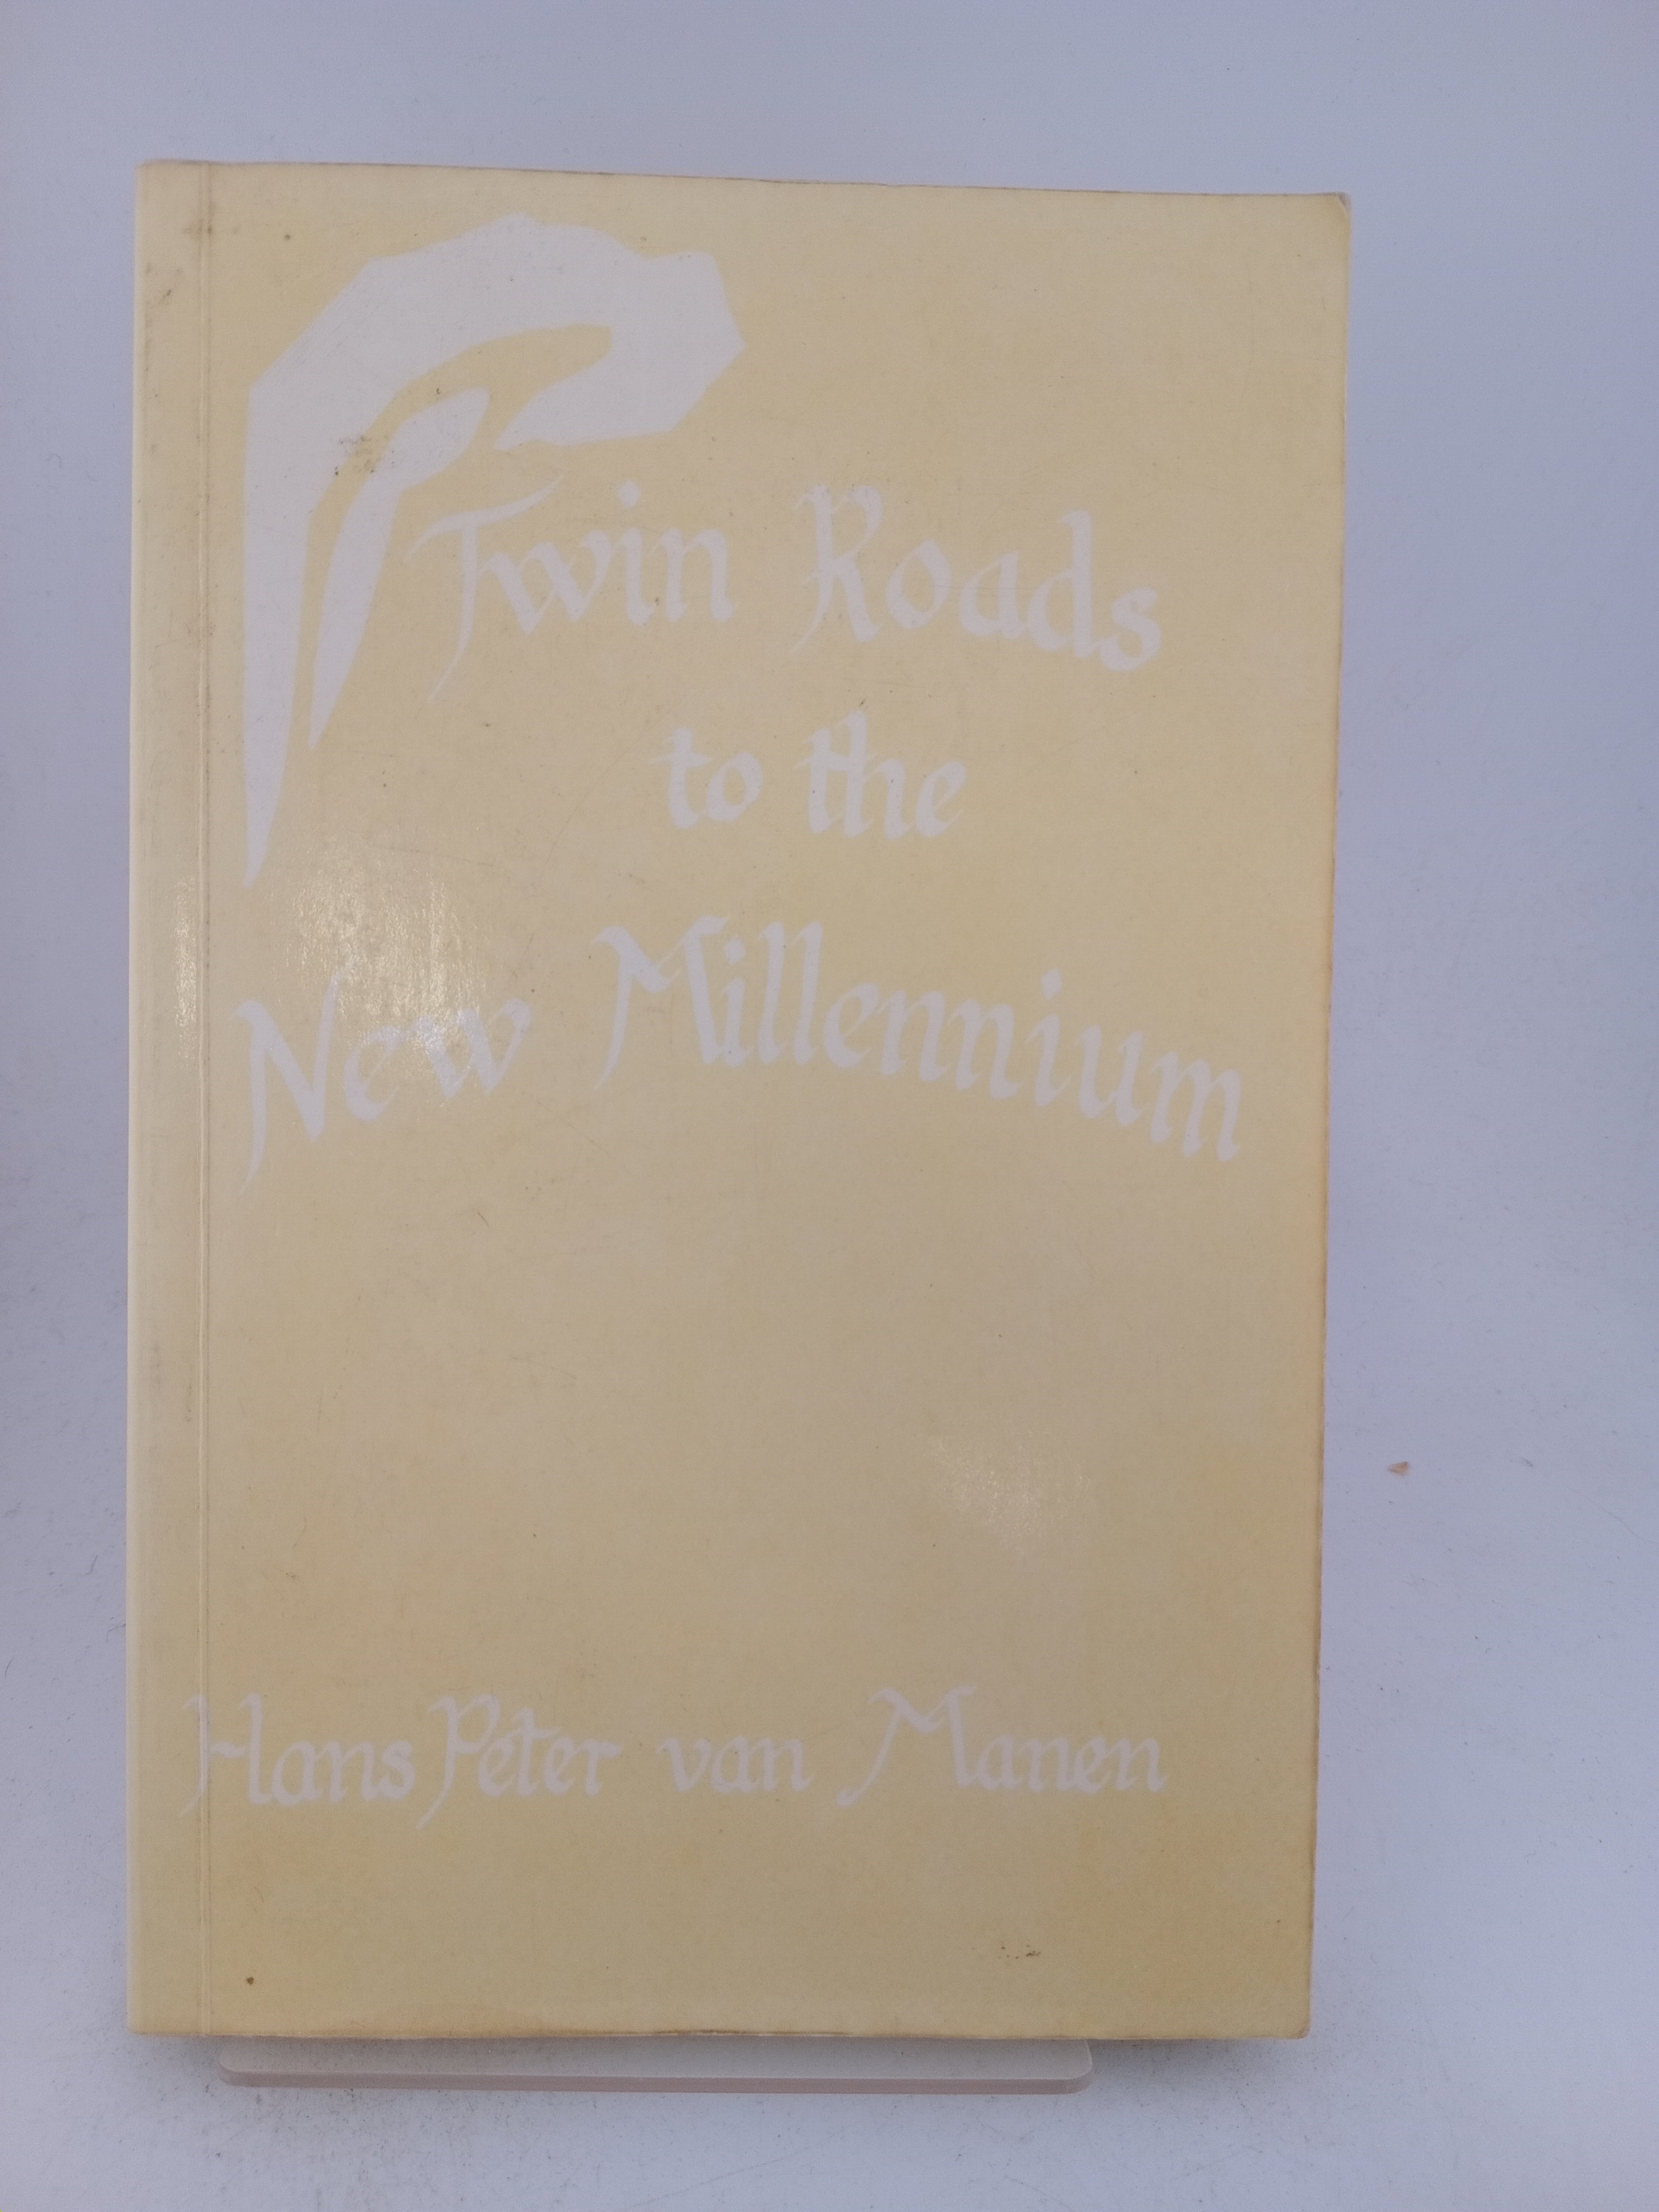 Twin Roads
to the
New Millennium
Hans Peter van Manen